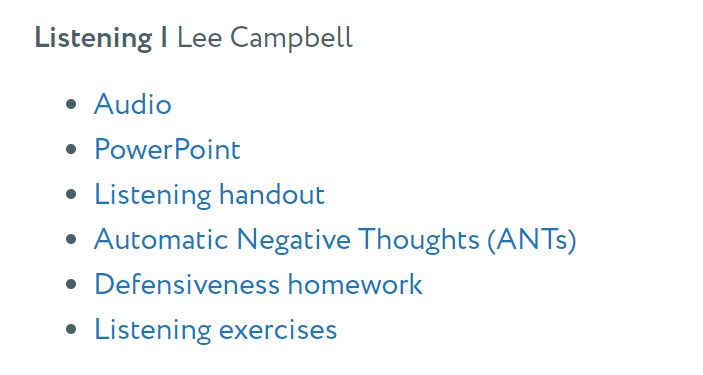 Listening | Lee Campbell
• Audio
• PowerPoint
• Listening handout
• Automatic Negative Thoughts (ANTs)
• Defensiveness homework
• Listening exercises